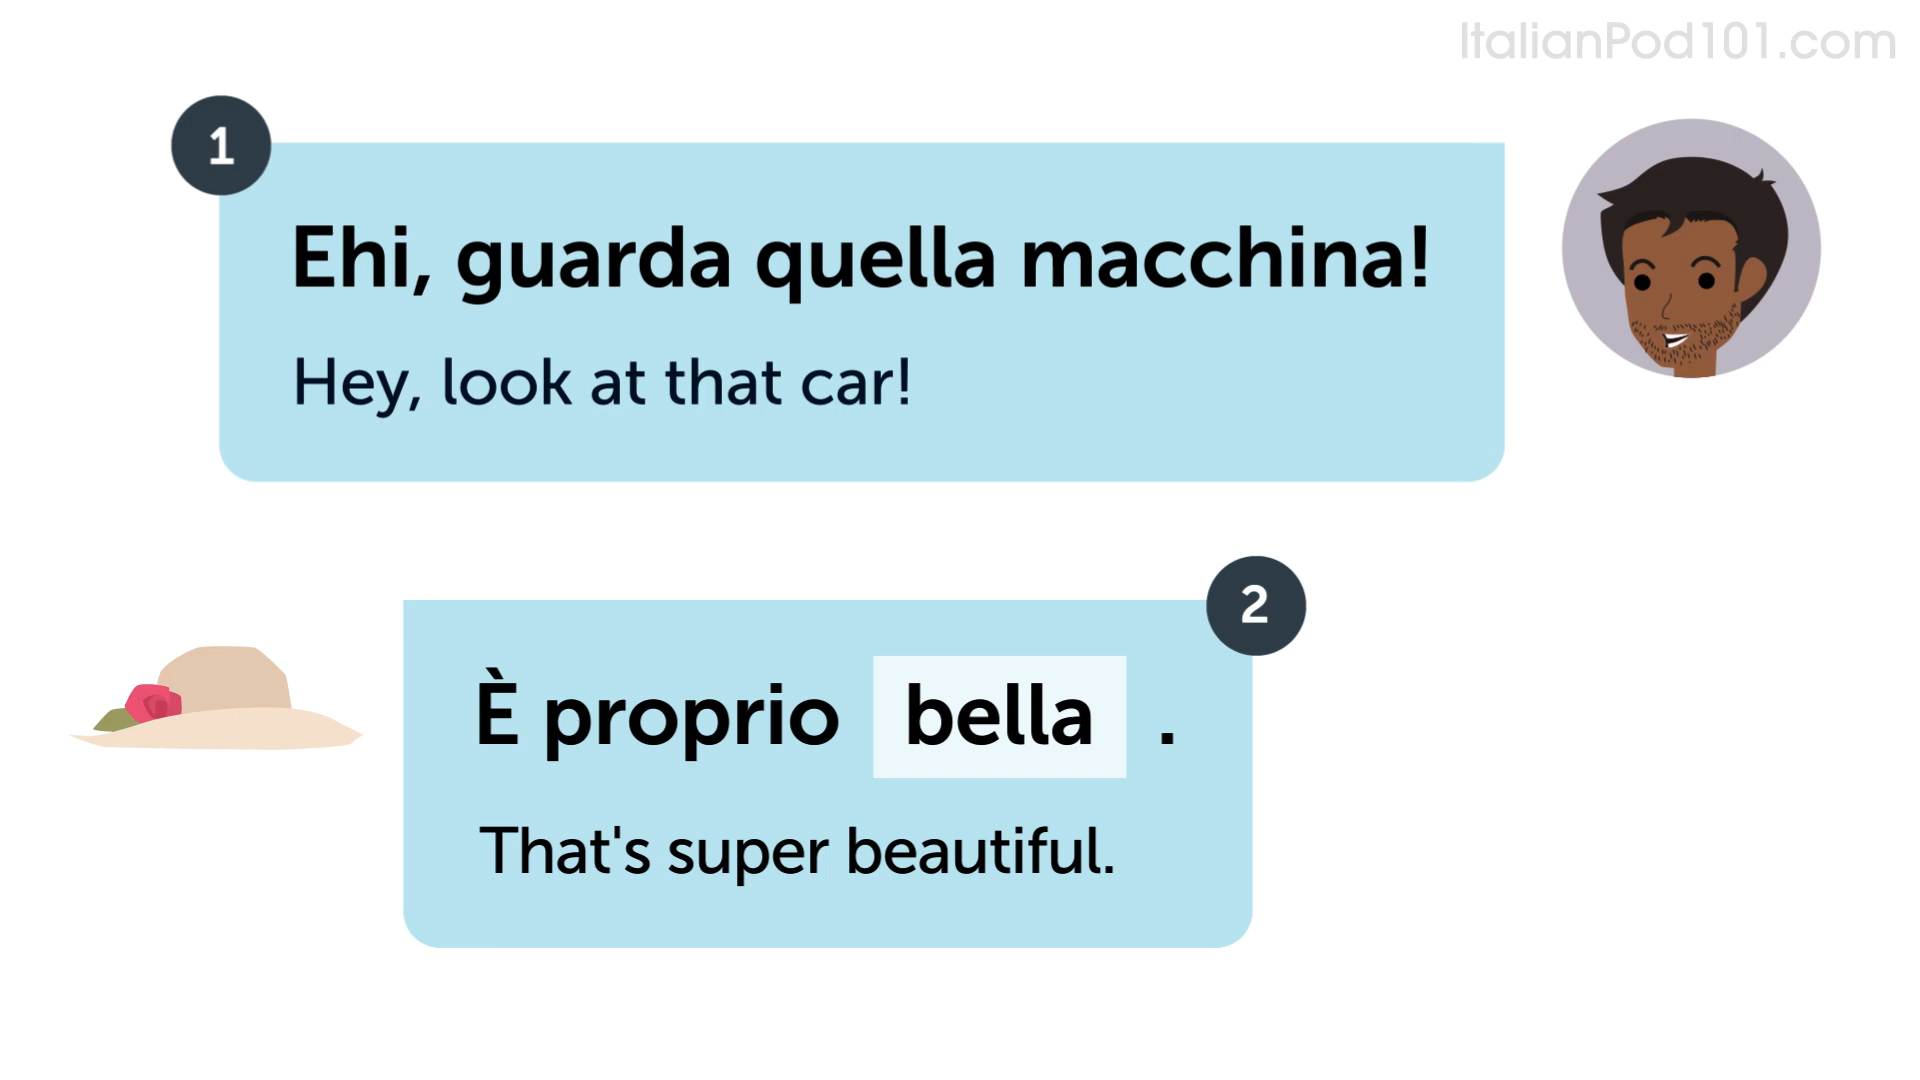 ItalianPod101.com
1
Ehi, guarda quella macchina!
Hey, look at that car!
2
È proprio bella .
That's super beautiful.